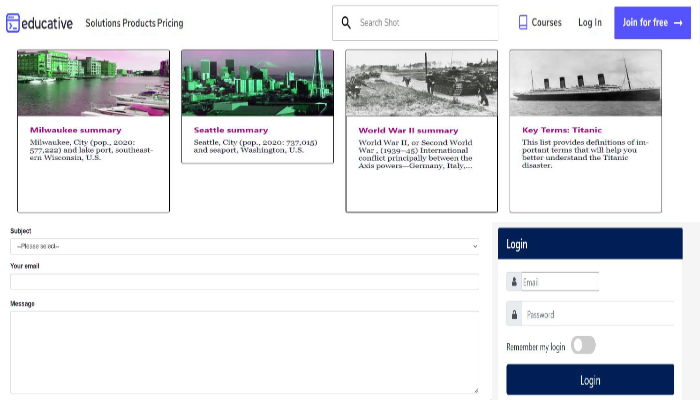 educative Solutions Products Pricing Search Shot Courses Log In Join for free →
Milwaukee summary
Milwaukee, City (pop., 2020:
577,222) and lake port, southeast-
ern Wisconsin, U.S.
Seattle summary
Seattle, City (pop., 2020: 737,015)
and seaport, Washington, U.S.
World War II summary
World War II, or Second World
War , (1939–45) International
conflict principally between the
Axis powers—Germany, Italy,...
Key Terms: Titanic
This list provides definitions of im-
portant terms that will help you
better understand the Titanic
disaster.
Subject
--Please select--
Your email
Message
Login
Email
Password
Remember my login
Login